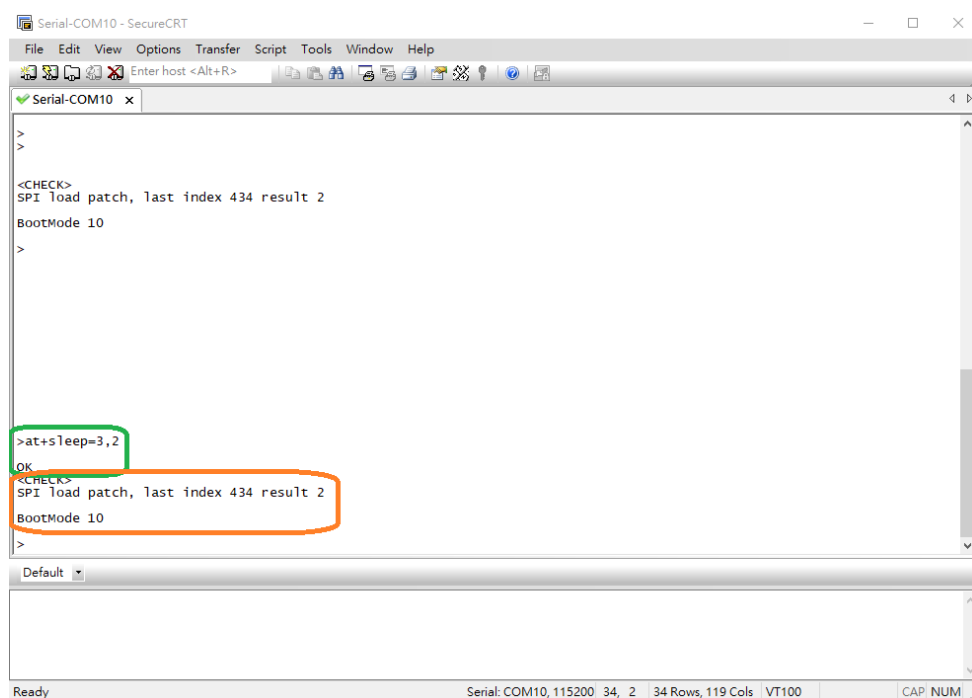 Serial-COM10 - SecureCRT
File Edit View Options Transfer Script Tools Window Help
Enter host <Alt+R>
Serial-COM10
>
>
<CHECK>
SPI load patch, last index 434 result 2
BootMode 10
>
>at+sleep=3,2
OK
<CHECK>
SPI load patch, last index 434 result 2
BootMode 10
>
Default
Ready Serial: COM10, 115200 34, 2 34 Rows, 119 Cols VT100 CAP NUM